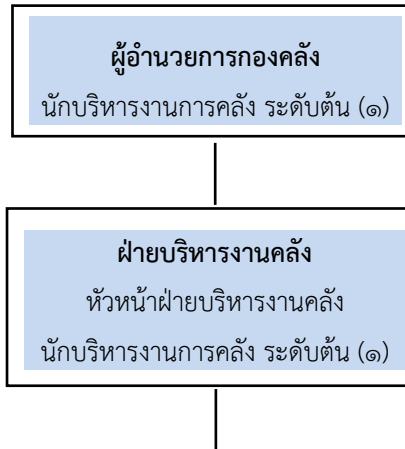 ผู้อำนวยการกองคลัง
นักบริหารงานการคลัง ระดับต้น (๑)
ฝ่ายบริหารงานคลัง
หัวหน้าฝ่ายบริหารงานคลัง
นักบริหารงานการคลัง ระดับต้น (๑)